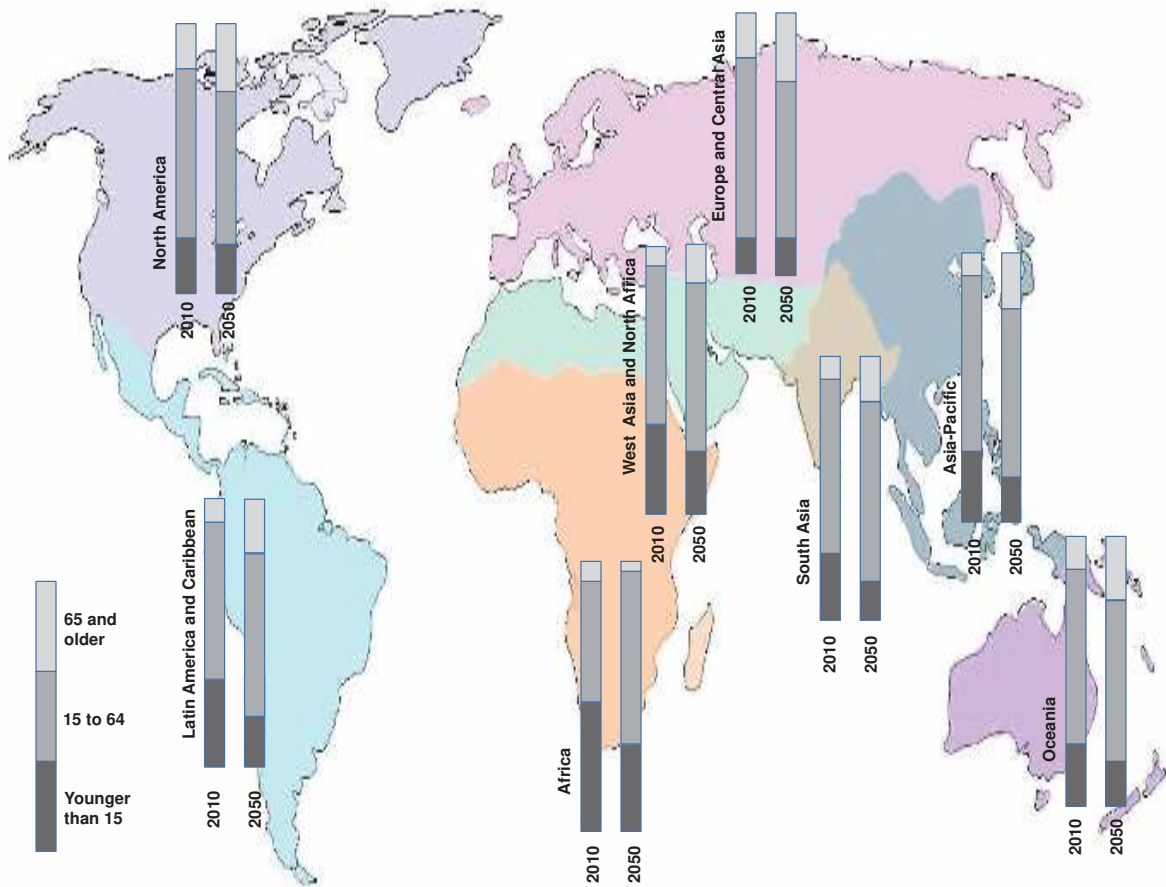 North America
2010
2050
Europe and Central Asia
2010
2050
West Asia and North Africa
2010
2050
Asia-Pacific
2010
2050
South Asia
2010
2050
Latin America and Caribbean
2010
2050
Africa
2010
2050
Oceania
2010
2050
65 and
older
15 to 64
Younger
than 15